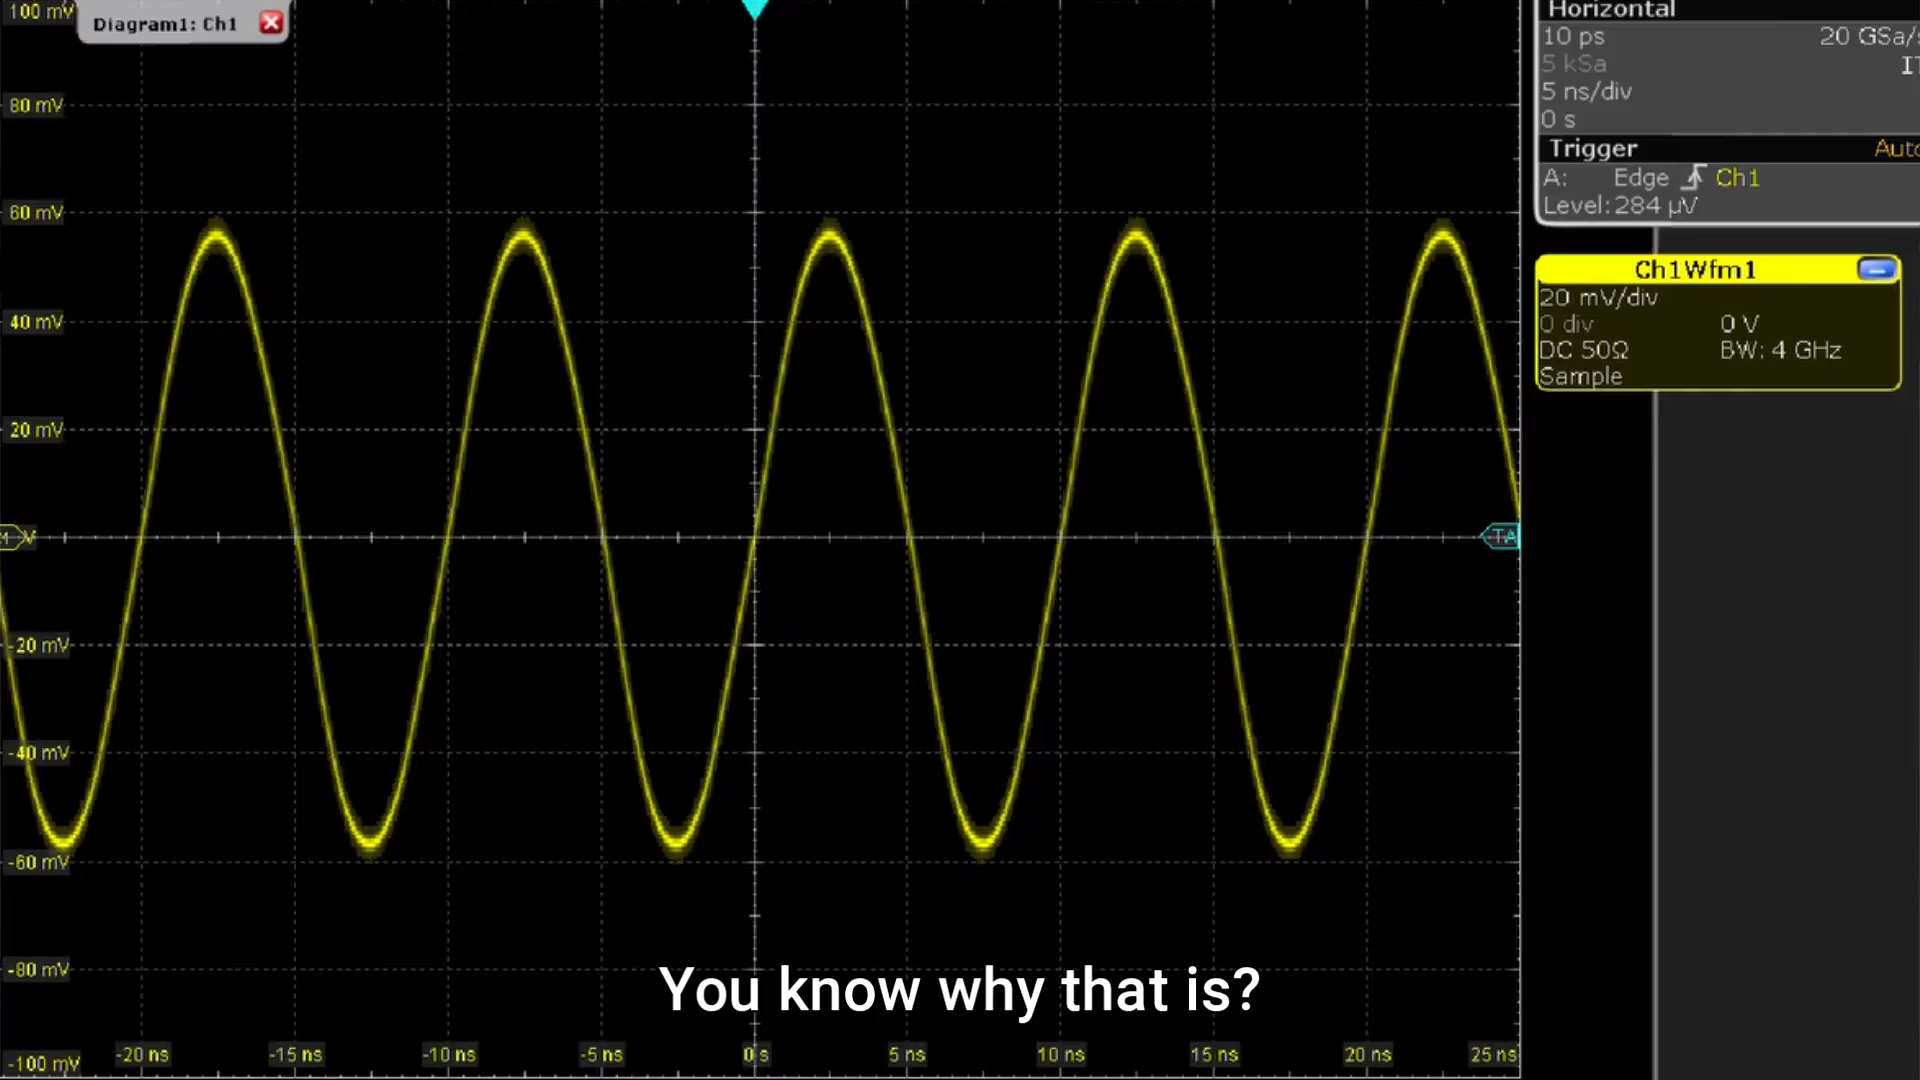 100 mV
Diagram1: Ch1
80 mV
60 mV
40 mV
20 mV
-20 mV
-40 mV
-60 mV
-80 mV
-100 mV
-20 ns
-15 ns
-10 ns
-5 ns
0 s
5 ns
10 ns
15 ns
20 ns
25 ns
TA
Horizontal
10 ps 20 GSa/s
5 kSa IT
5 ns/div
0 s
Trigger Auto
A: Edge Ch1
Level: 284 µV
Ch1Wfm1
20 mV/div
0 div 0 V
DC 50Ω BW: 4 GHz
Sample
You know why that is?